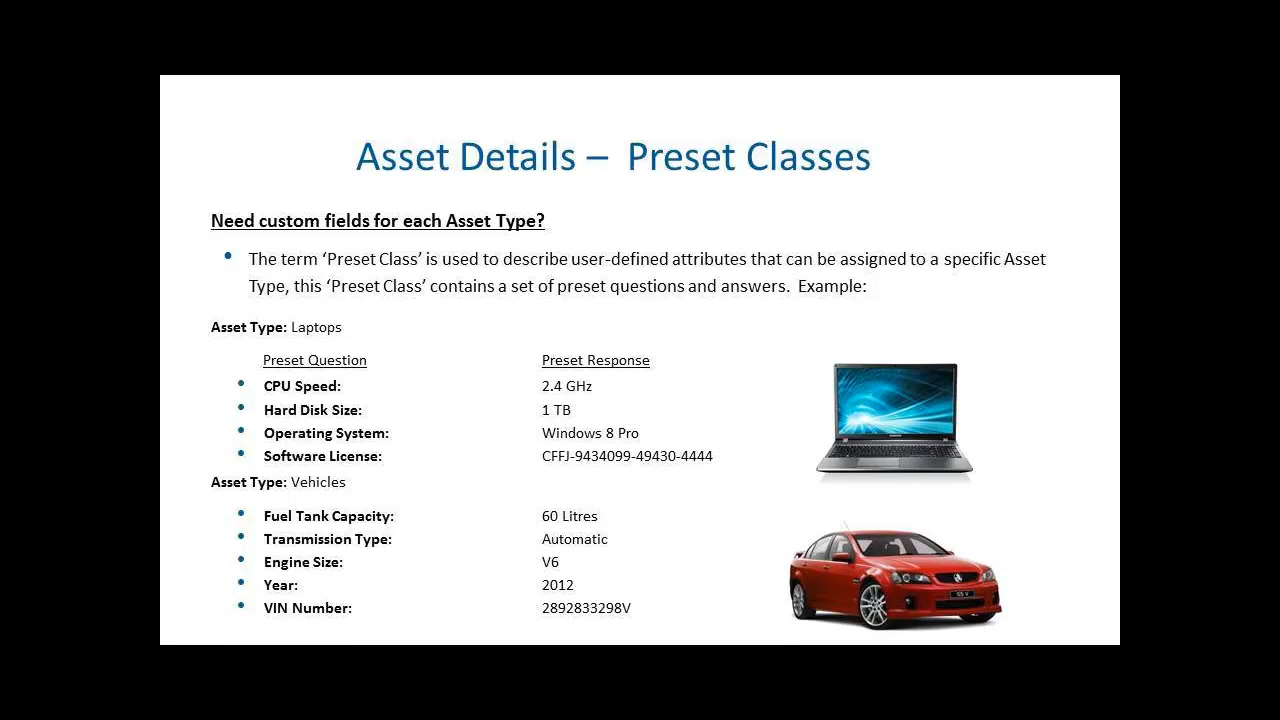 Asset Details –  Preset Classes
Need custom fields for each Asset Type?
• The term ‘Preset Class’ is used to describe user-defined attributes that can be assigned to a specific Asset
Type, this ‘Preset Class’ contains a set of preset questions and answers.  Example:
Asset Type: Laptops
Preset Question Preset Response
• CPU Speed: 2.4 GHz
• Hard Disk Size: 1 TB
• Operating System: Windows 8 Pro
• Software License: CFFJ-9434099-49430-4444
Asset Type: Vehicles
• Fuel Tank Capacity: 60 Litres
• Transmission Type: Automatic
• Engine Size: V6
• Year: 2012
• VIN Number: 2892833298V
SS V